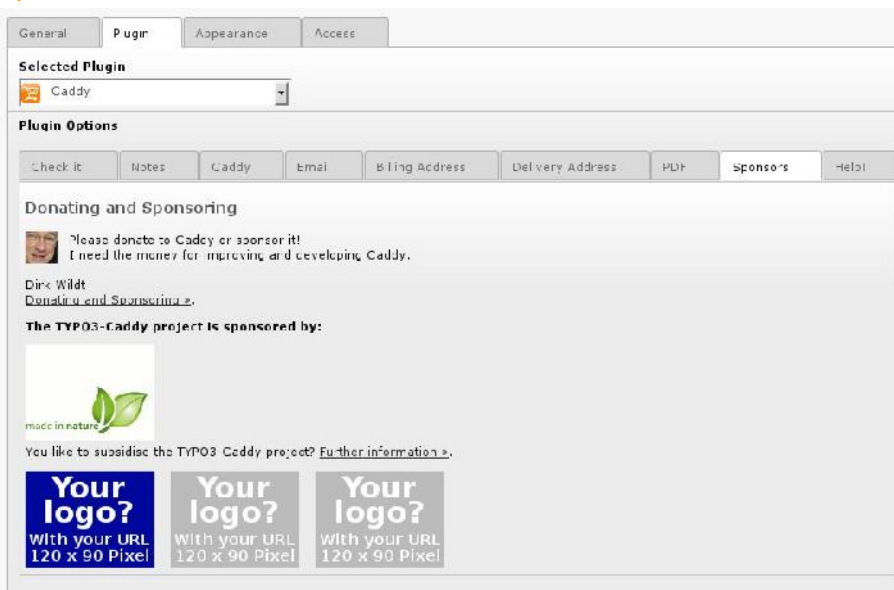 General Plugin Appearance Access
Selected Plugin
Caddy
Plugin Options
Check it Notes Caddy Email Billing Address Delivery Address PDF Sponsors Help!
Donating and Sponsoring
Please donate to Caddy or sponsor it!
I need the money for improving and developing Caddy.
Dirk Wildt
Donating and Sponsoring ».
The TYPO3-Caddy project is sponsored by:
made in nature
You like to subsidise the TYPO3 Caddy project? Further information ».
Your Your Your
logo? logo? logo?
With your URL With your URL With your URL
120 x 90 Pixel 120 x 90 Pixel 120 x 90 Pixel